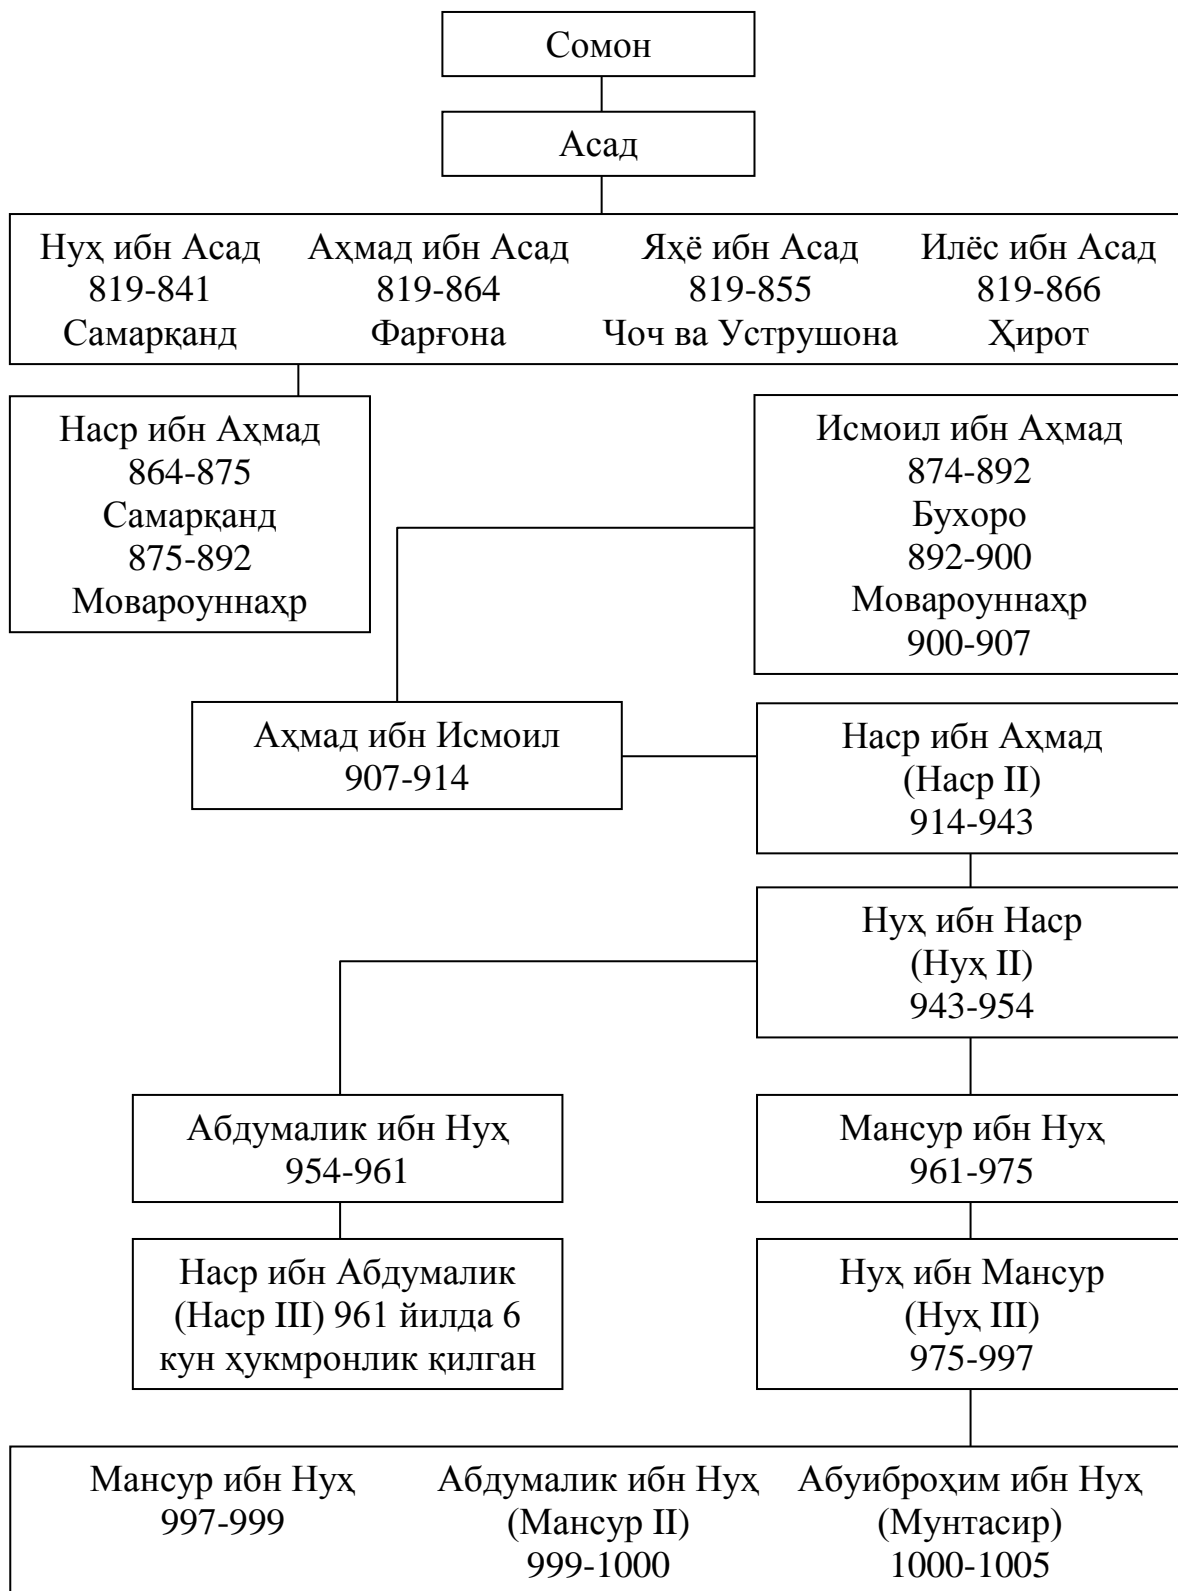 Сомон
Асад
Нуҳ ибн Асад
819-841
Самарқанд
Аҳмад ибн Асад
819-864
Фарғона
Яҳё ибн Асад
819-855
Чоч ва Уструшона
Илёс ибн Асад
819-866
Ҳирот
Наср ибн Аҳмад
864-875
Самарқанд
875-892
Мовароуннаҳр
Исмоил ибн Аҳмад
874-892
Бухоро
892-900
Мовароуннаҳр
900-907
Аҳмад ибн Исмоил
907-914
Наср ибн Аҳмад
(Наср II)
914-943
Нуҳ ибн Наср
(Нуҳ II)
943-954
Абдумалик ибн Нуҳ
954-961
Мансур ибн Нуҳ
961-975
Наср ибн Абдумалик
(Наср III) 961 йилда 6
кун ҳукмронлик қилган
Нуҳ ибн Мансур
(Нуҳ III)
975-997
Мансур ибн Нуҳ
997-999
Абдумалик ибн Нуҳ
(Мансур II)
999-1000
Абуиброҳим ибн Нуҳ
(Мунтасир)
1000-1005